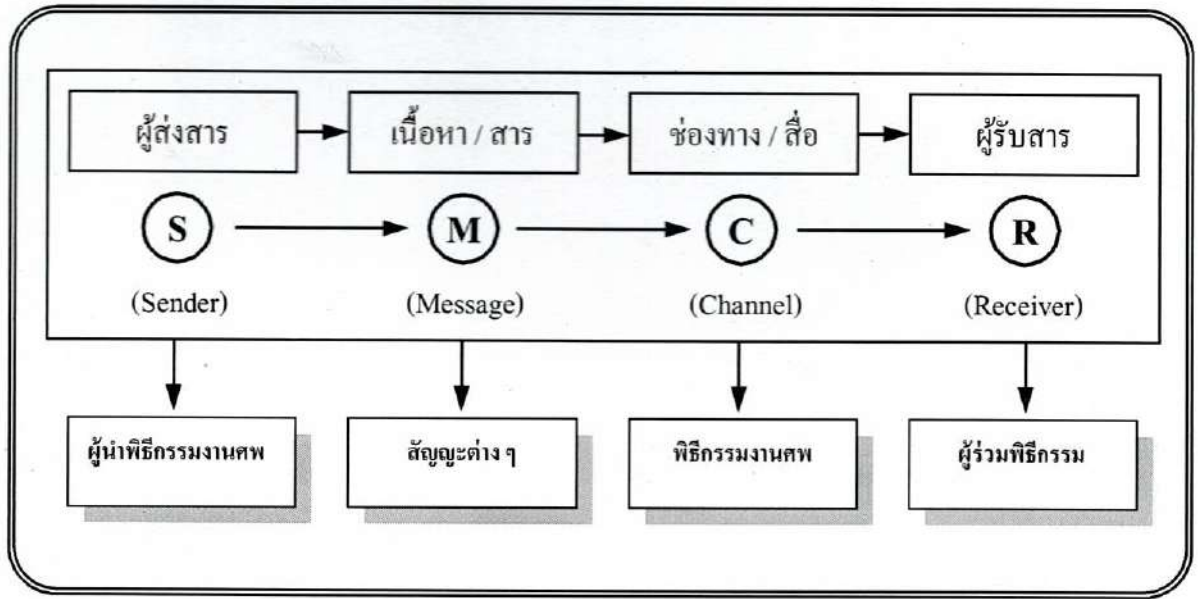 ผู้ส่งสาร เนื้อหา / สาร ช่องทาง / สื่อ ผู้รับสาร
S M C R
(Sender) (Message) (Channel) (Receiver)
ผู้นำพิธีกรรมงานศพ สัญญะต่าง ๆ พิธีกรรมงานศพ ผู้ร่วมพิธีกรรม